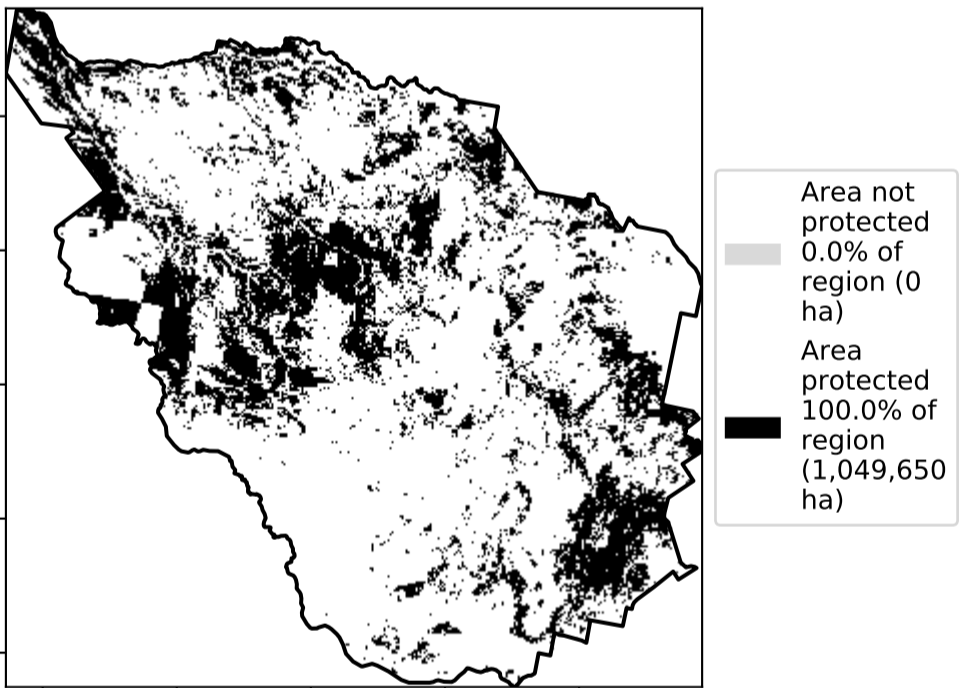 Area not
protected
0.0% of
region (0
ha)
Area
protected
100.0% of
region
(1,049,650
ha)